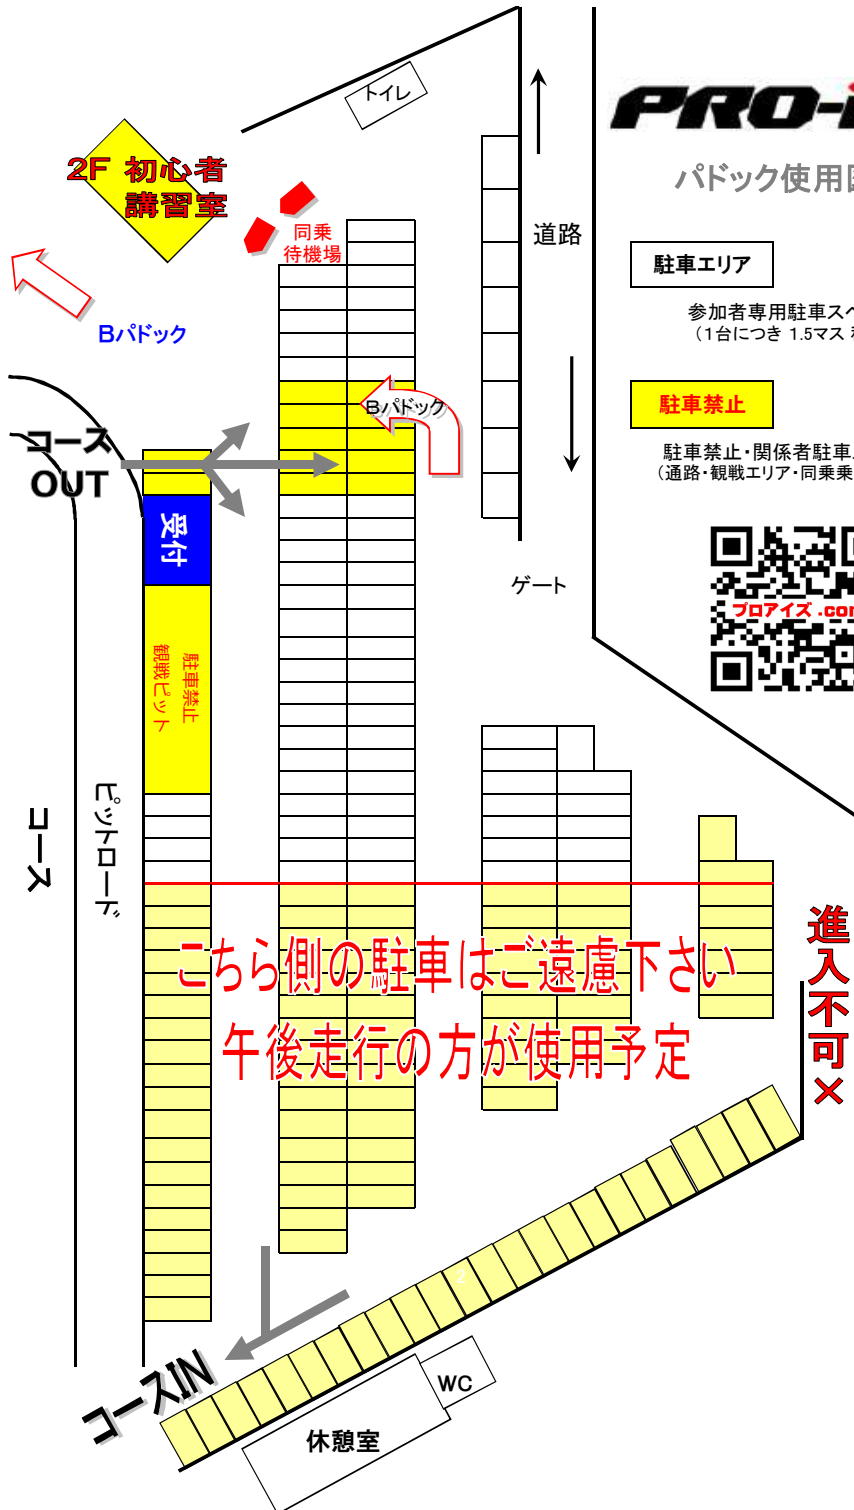 トイレ
PRO-i
2F 初心者
講習室
パドック使用図
同乗
待機場
道路
駐車エリア
Bパドック
参加者専用駐車スペ
（1台につき 1.5マス
駐車禁止
Bパドック
コース
OUT
駐車禁止・関係者駐車
（通路・観戦エリア・同乗乗
受付
ゲート
プロアイズ.com
駐車禁止
観戦ピット
ピットロード
コース
こちら側の駐車はご遠慮下さい
午後走行の方が使用予定
進入不可×
2
コースIN
WC
休憩室